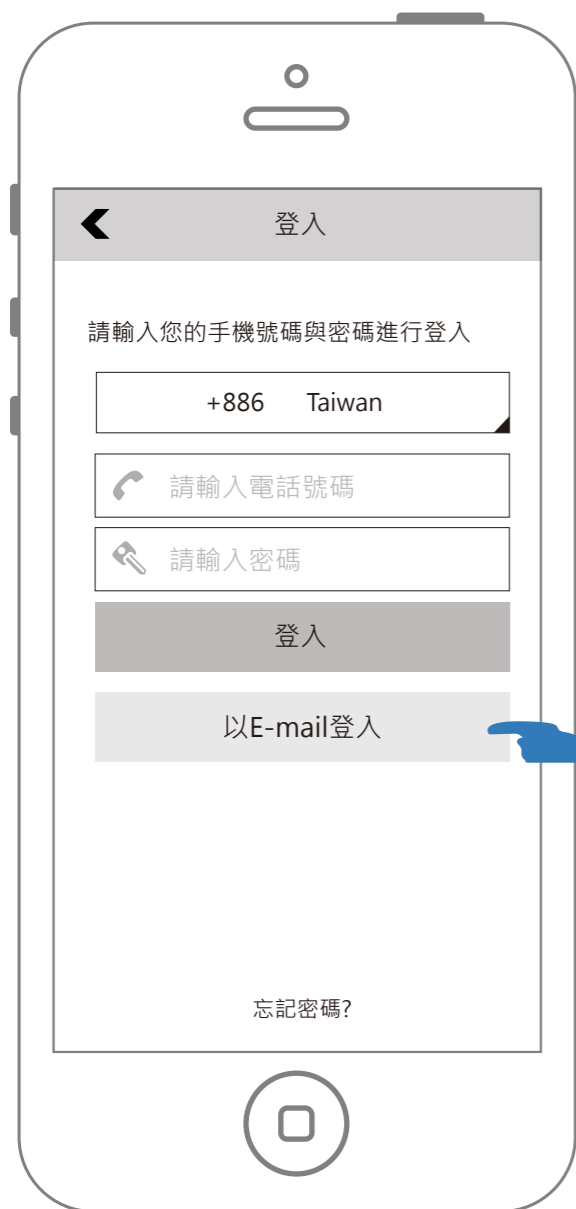 登入
請輸入您的手機號碼與密碼進行登入
+886 Taiwan
請輸入電話號碼
請輸入密碼
登入
以E-mail登入
忘記密碼?